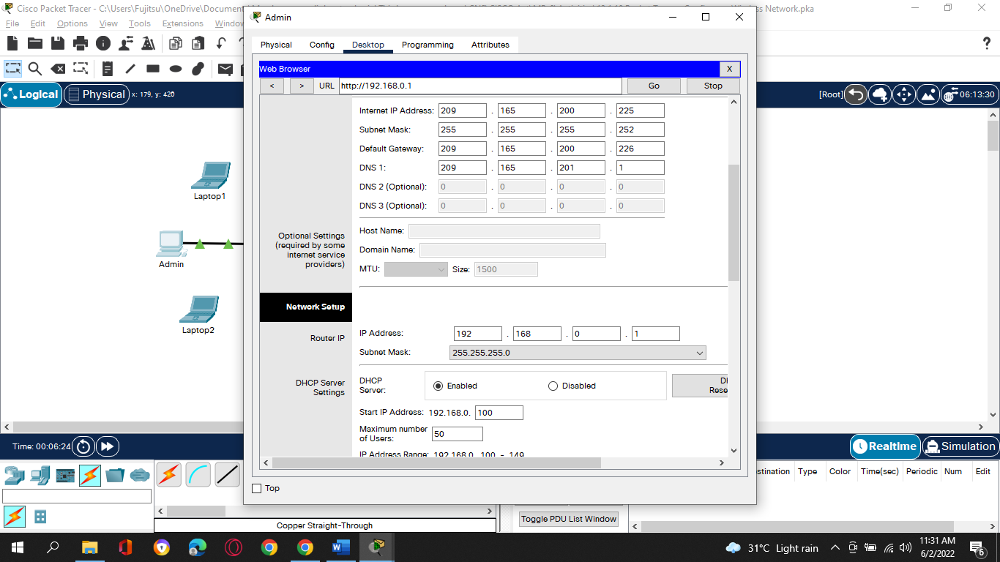 Cisco Packet Tracer - C:\Users\Fujitsu\OneDrive\Document
s Network.pka
File Edit Options View Tools Extensions Window
Admin
Physical Config Desktop Programming Attributes
Web Browser X
< > URL http://192.168.0.1 Go Stop
Logical Physical x: 179, y: 420
[Root] 06:13:30
Internet IP Address: 209 . 165 . 200 . 225
Subnet Mask: 255 . 255 . 255 . 252
Default Gateway: 209 . 165 . 200 . 226
DNS 1: 209 . 165 . 201 . 1
DNS 2 (Optional): 0 . 0 . 0 . 0
DNS 3 (Optional): 0 . 0 . 0 . 0
Optional Settings
(required by some
internet service
providers)
Host Name:
Domain Name:
MTU: Size: 1500
Network Setup
Router IP
IP Address: 192 . 168 . 0 . 1
Subnet Mask: 255.255.255.0
DHCP Server
Settings
DHCP
Server: Enabled Disabled
DH
Rese
Start IP Address: 192.168.0. 100
Maximum number
of Users: 50
IP Address Range: 192.168.0. 100 - 149
Top
Laptop1
Admin
Laptop2
Time: 00:06:24
Realtime Simulation
stination Type Color Time(sec) Periodic Num Edit
Copper Straight-Through
Toggle PDU List Window
31°C Light rain
11:31 AM
6/2/2022
6